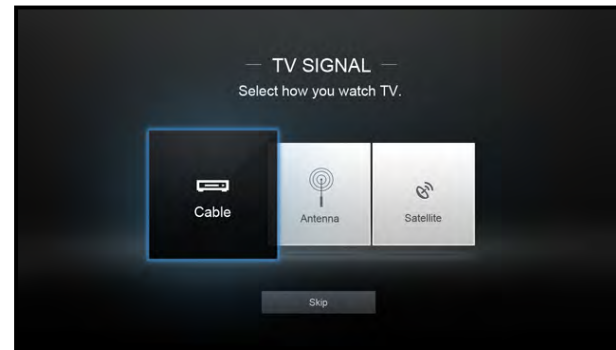 TV SIGNAL
Select how you watch TV.
Cable
Antenna
Satellite
Skip